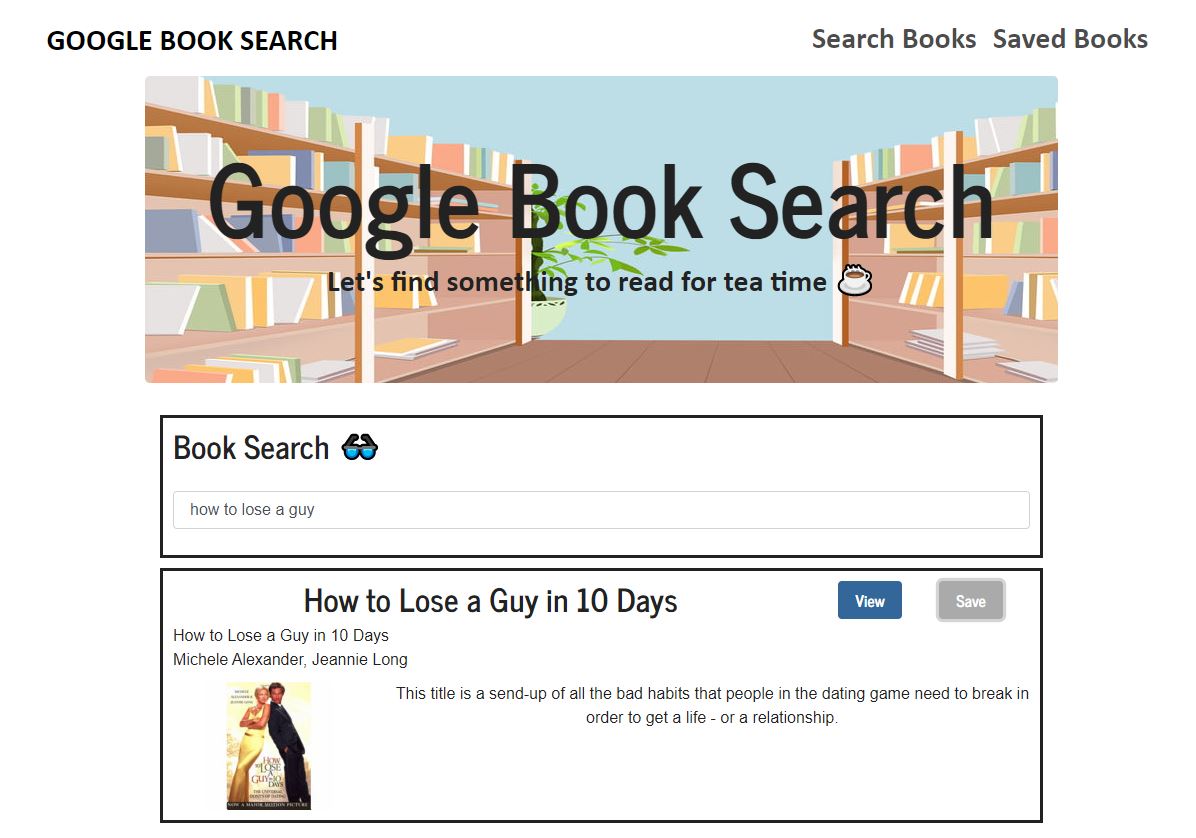 GOOGLE BOOK SEARCH
Search Books Saved Books
Google Book Search
Let's find something to read for tea time ☕
Book Search
how to lose a guy
How to Lose a Guy in 10 Days
View
Save
How to Lose a Guy in 10 Days
Michele Alexander, Jeannie Long
This title is a send-up of all the bad habits that people in the dating game need to break in
order to get a life - or a relationship.
MICHELE
ALEXANDER &
JEANNIE LONG
HOW
TO LOSE
A
GUY IN 10
DAYS
THE UNIVERSAL
DON'TS OF DATING
NOW A MAJOR MOTION PICTURE